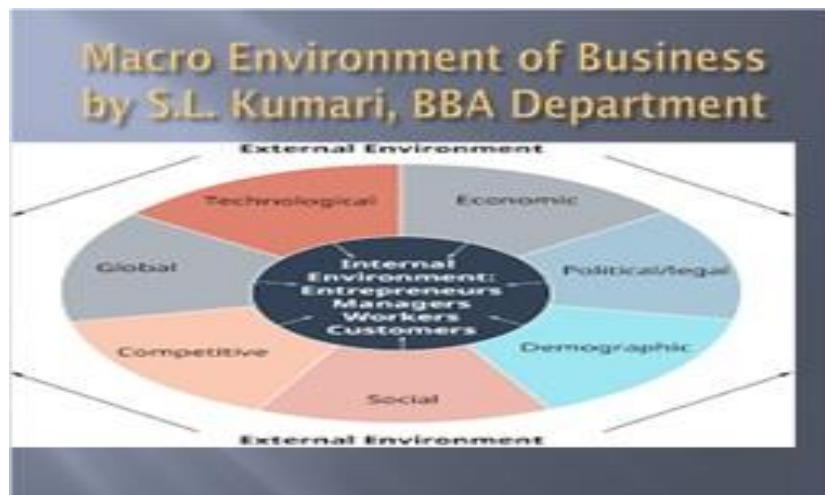 Macro Environment of Business
by S.L. Kumari, BBA Department
External Environment
Technological
Economic
Global
Internal
Environment:
Entrepreneurs
Managers
Workers
Customers
Political/legal
Competitive
Demographic
Social
External Environment